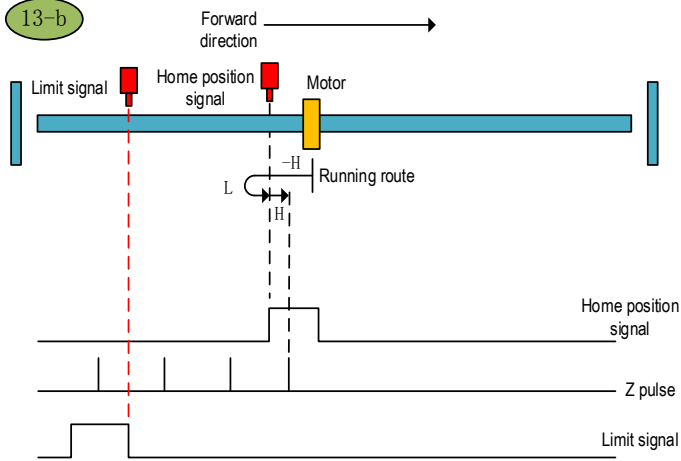 13-b
Forward
direction
Limit signal
Home position
signal
Motor
-H
Running route
L
H
Home position
signal
Z pulse
Limit signal